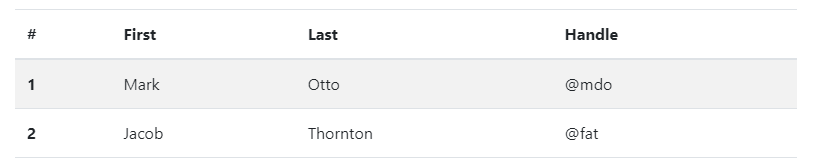 # First Last Handle
1 Mark Otto @mdo
2 Jacob Thornton @fat